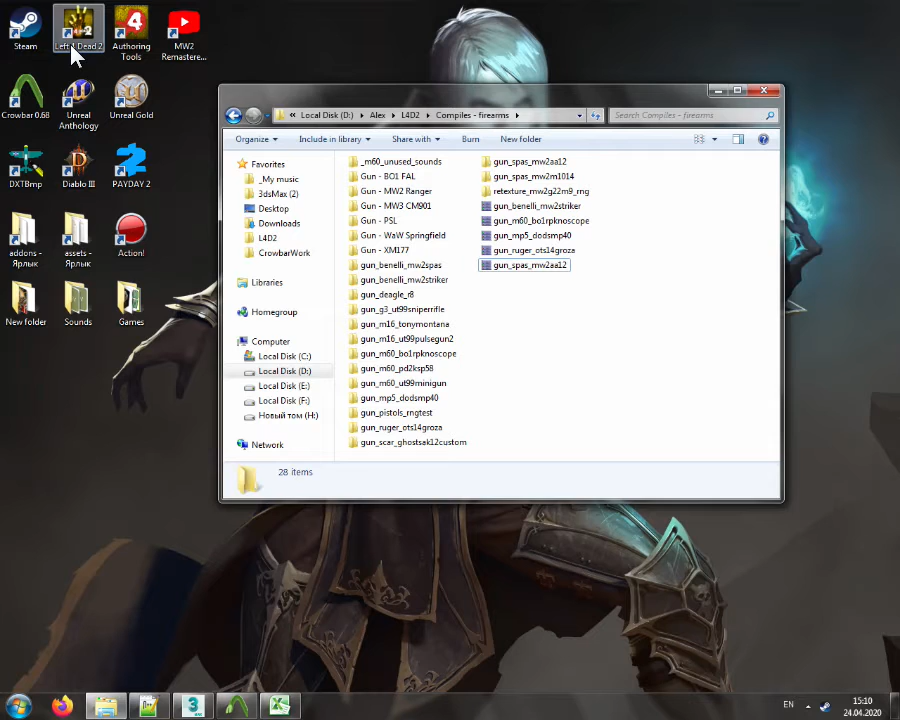 Steam
Left 4 Dead 2
Authoring Tools
MW2 Remastere...
Crowbar 0.68
Unreal Anthology
Unreal Gold
DXTBmp
Diablo III
PAYDAY 2
addons - Ярлык
assets - Ярлык
Action!
New folder
Sounds
Games
« Local Disk (D:) ▸ Alex ▸ L4D2 ▸ Compiles - firearms ▸
Search Compiles - firearms
Organize
Include in library
Share with
Burn
New folder
Favorites
_My music
3dsMax (2)
Desktop
Downloads
L4D2
CrowbarWork
Libraries
Homegroup
Computer
Local Disk (C:)
Local Disk (D:)
Local Disk (E:)
Local Disk (F:)
Новый том (H:)
Network
_m60_unused_sounds
Gun - BO1 FAL
Gun - MW2 Ranger
Gun - MW3 CM901
Gun - PSL
Gun - WaW Springfield
Gun - XM177
gun_benelli_mw2spas
gun_benelli_mw2striker
gun_deagle_r8
gun_g3_ut99sniperrifle
gun_m16_tonymontana
gun_m16_ut99pulsegun2
gun_m60_bo1rpknoscope
gun_m60_pd2ksp58
gun_m60_ut99minigun
gun_mp5_dodsmp40
gun_pistols_rngtest
gun_ruger_ots14groza
gun_scar_ghostsak12custom
gun_spas_mw2aa12
gun_spas_mw2m1014
retexture_mw2g22m9_rng
gun_benelli_mw2striker
gun_m60_bo1rpknoscope
gun_mp5_dodsmp40
gun_ruger_ots14groza
gun_spas_mw2aa12
28 items
EN
15:10
24.04.2020